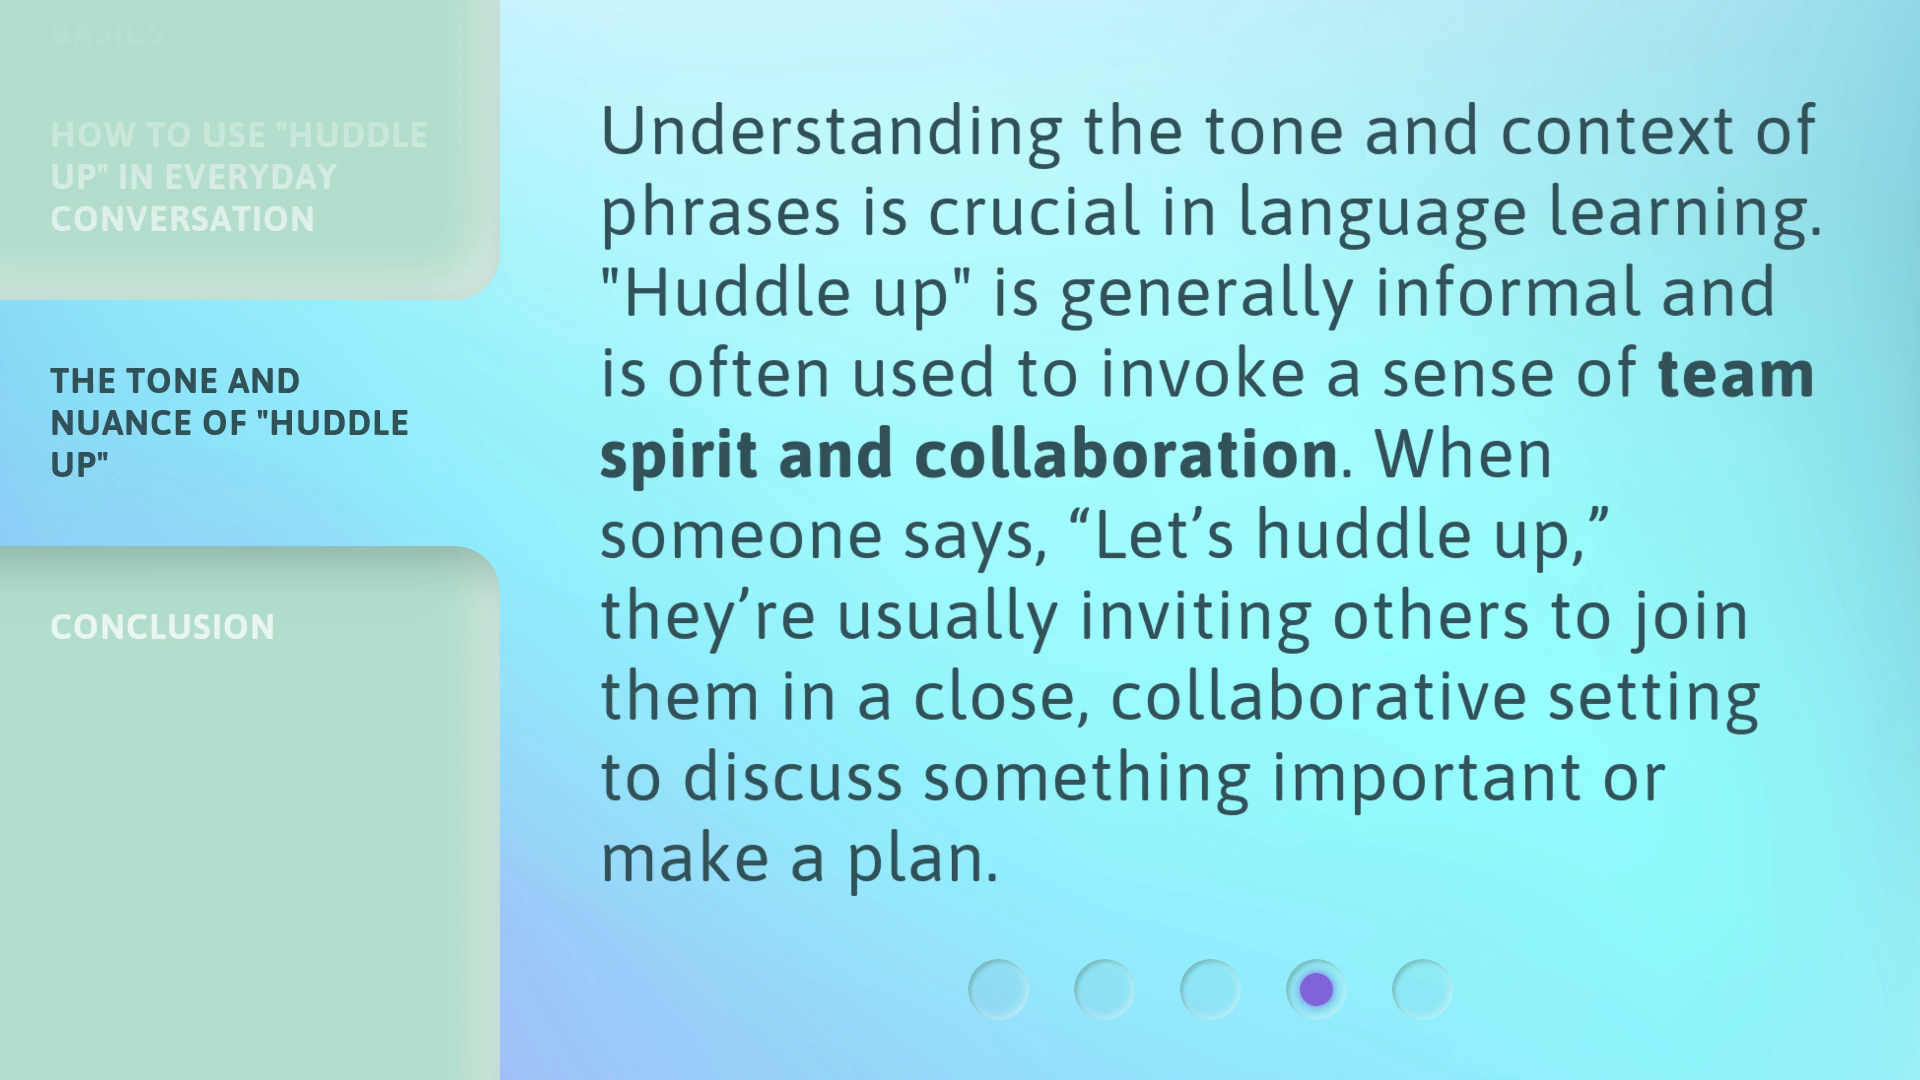 BASICS
HOW TO USE "HUDDLE
UP" IN EVERYDAY
CONVERSATION
THE TONE AND
NUANCE OF "HUDDLE
UP"
CONCLUSION
Understanding the tone and context of
phrases is crucial in language learning.
"Huddle up" is generally informal and
is often used to invoke a sense of team
spirit and collaboration. When
someone says, “Let’s huddle up,”
they’re usually inviting others to join
them in a close, collaborative setting
to discuss something important or
make a plan.